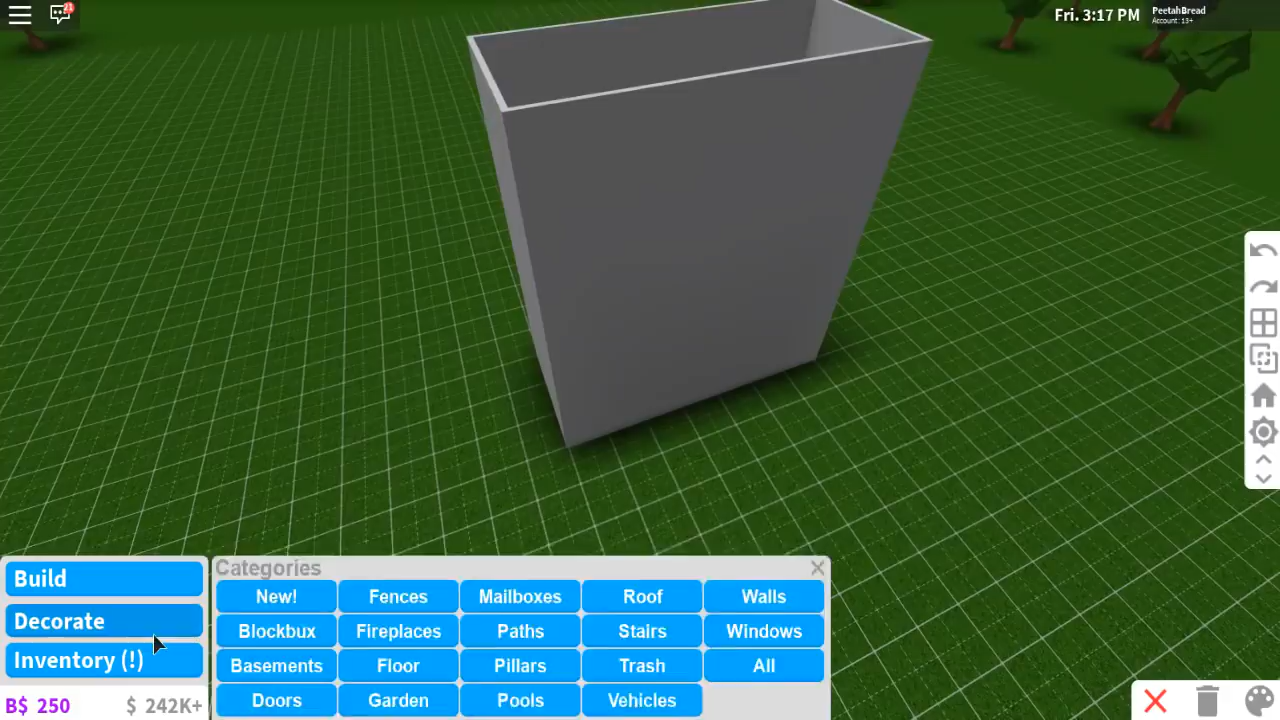 21
Fri. 3:17 PM
PeetahBread
Account: 13+
Build
Decorate
Inventory (!)
B$ 250
$ 242K+
Categories
New!
Fences
Mailboxes
Roof
Walls
Blockbux
Fireplaces
Paths
Stairs
Windows
Basements
Floor
Pillars
Trash
All
Doors
Garden
Pools
Vehicles